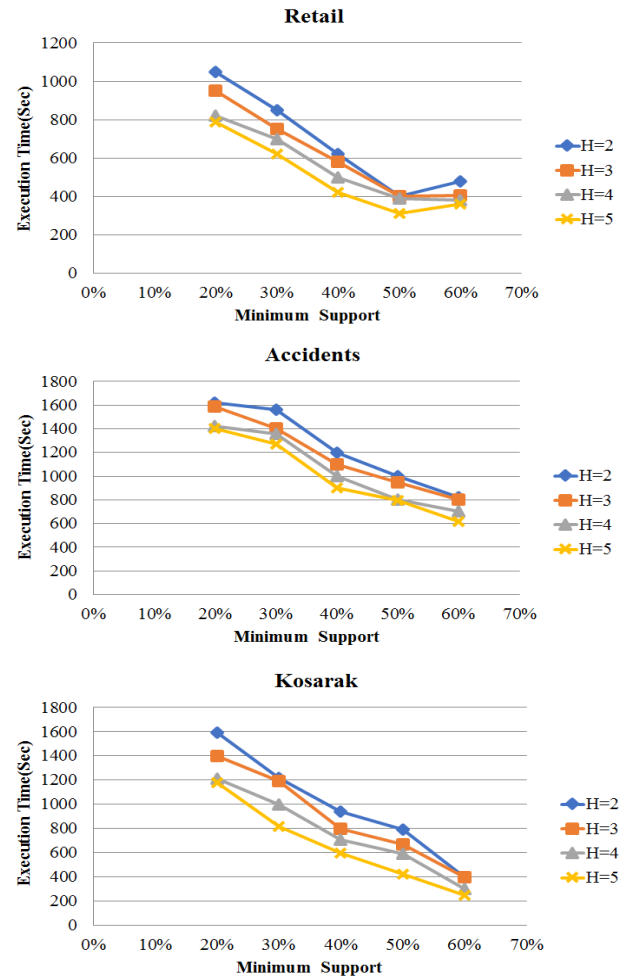 Retail
Execution Time(Sec)
1200
1000
800
600
400
200
0
0% 10% 20% 30% 40% 50% 60% 70%
Minimum Support
H=2
H=3
H=4
H=5
Accidents
Execution Time(Sec)
1800
1600
1400
1200
1000
800
600
400
200
0
0% 10% 20% 30% 40% 50% 60% 70%
Minimum Support
H=2
H=3
H=4
H=5
Kosarak
Execution Time(Sec)
1800
1600
1400
1200
1000
800
600
400
200
0
0% 10% 20% 30% 40% 50% 60% 70%
Minimum Support
H=2
H=3
H=4
H=5